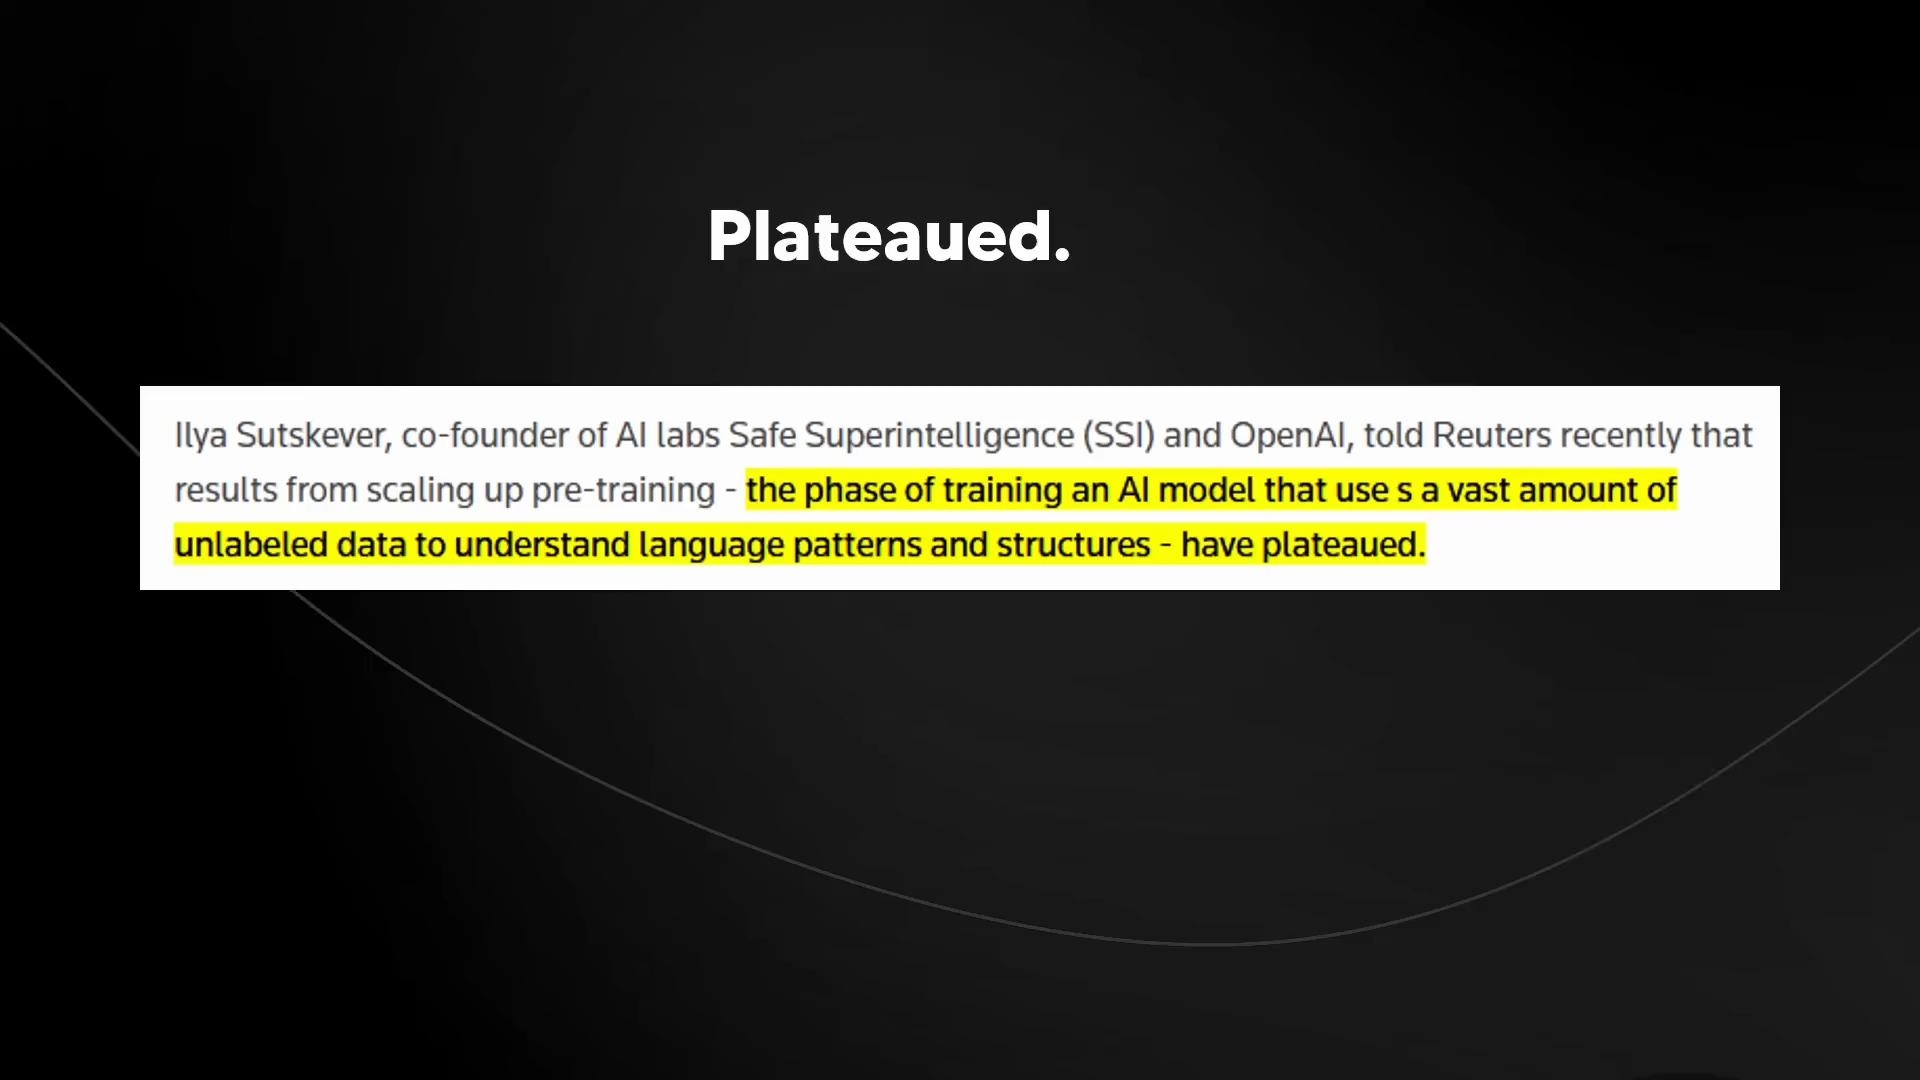 Plateaued.
Ilya Sutskever, co-founder of AI labs Safe Superintelligence (SSI) and OpenAI, told Reuters recently that
results from scaling up pre-training - the phase of training an AI model that use s a vast amount of
unlabeled data to understand language patterns and structures - have plateaued.